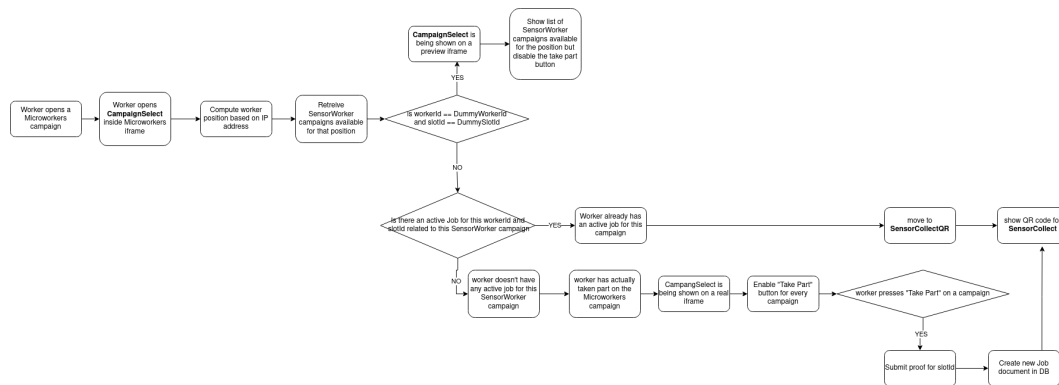 Worker opens a
Microworkers
campaign
Worker opens
CampaignSelect
inside Microworkers
iframe
Compute worker
position based on IP
address
Retreive
SensorWorker
campaigns available
for that position
is workerId == DummyWorkerId
and slotId == DummySlotId
YES
CampaignSelect is
being shown on a
preview iframe
Show list of
SensorWorker
campaigns available
for the position but
disable the take part
button
NO
is there an active Job for this workerId and
slotId related to this SensorWorker campaign
YES
Worker already has
an active job for this
campaign
move to
SensorCollectQR
show QR code fo
SensorCollect
NO
worker doesn't have
any active job for this
SensorWorker
campaign
worker has actually
taken part on the
Microworkers
campaign
CampangSelect is
being shown on a real
iframe
Enable "Take Part"
button for every
campaign
worker presses "Take Part" on a campaign
YES
Submit proof for slotId
Create new Job
document in DB